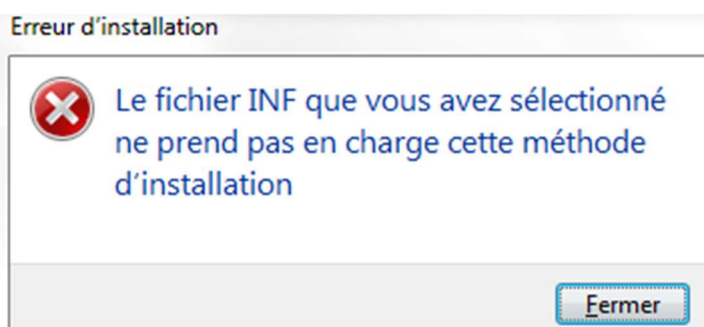 Erreur d'installation
Le fichier INF que vous avez sélectionné
ne prend pas en charge cette méthode
d'installation
Fermer